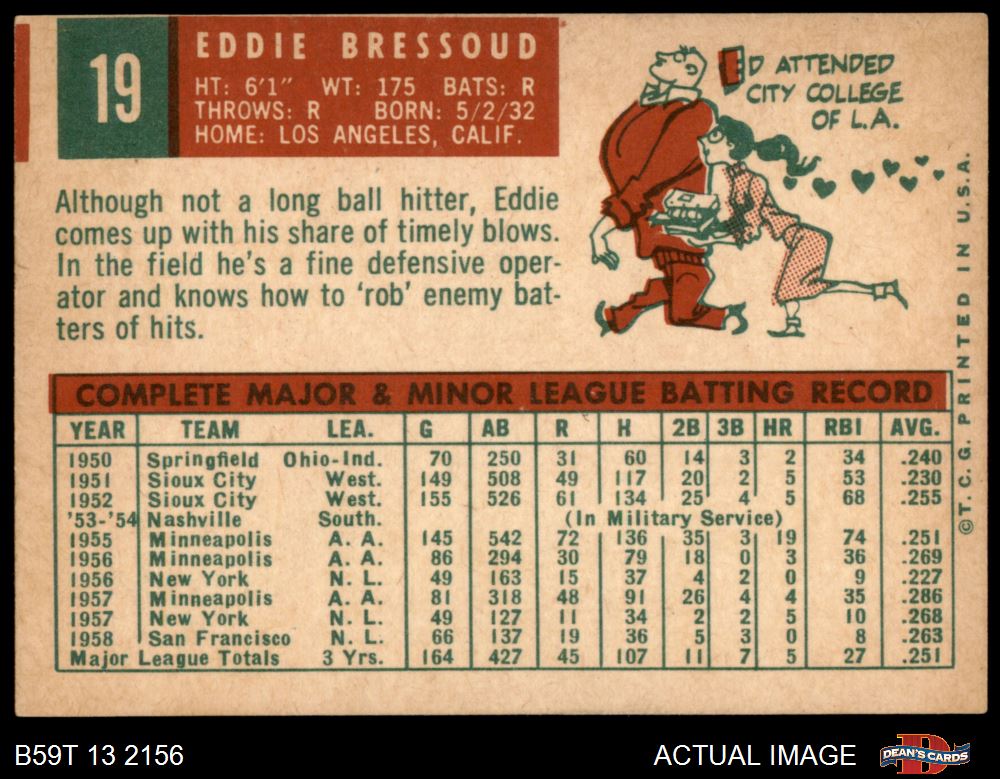 19
EDDIE BRESSOUD
HT: 6'1" WT: 175 BATS: R
THROWS: R BORN: 5/2/32
HOME: LOS ANGELES, CALIF.
ED ATTENDED
CITY COLLEGE
OF L.A.
Although not a long ball hitter, Eddie
comes up with his share of timely blows.
In the field he's a fine defensive oper-
ator and knows how to 'rob' enemy bat-
ters of hits.
COMPLETE MAJOR & MINOR LEAGUE BATTING RECORD
YEAR TEAM LEA. G AB R H 2B 3B HR RBI AVG.
1950 Springfield Ohio-Ind. 70 250 31 60 14 3 2 34 .240
1951 Sioux City West. 149 508 49 117 20 2 5 53 .230
1952 Sioux City West. 155 526 61 134 25 4 5 68 .255
'53-'54 Nashville South. (In Military Service)
1955 Minneapolis A. A. 145 542 72 136 35 3 19 74 .251
1956 Minneapolis A. A. 86 294 30 79 18 0 3 36 .269
1956 New York N. L. 49 163 15 37 4 2 0 9 .227
1957 Minneapolis A. A. 81 318 48 91 26 4 4 35 .286
1957 New York N. L. 49 127 11 34 2 2 5 10 .268
1958 San Francisco N. L. 66 137 19 36 5 3 0 8 .263
Major League Totals 3 Yrs. 164 427 45 107 11 7 5 27 .251
©T.C.G. PRINTED IN U.S.A.
B59T 13 2156
ACTUAL IMAGE
DEAN'S CARDS